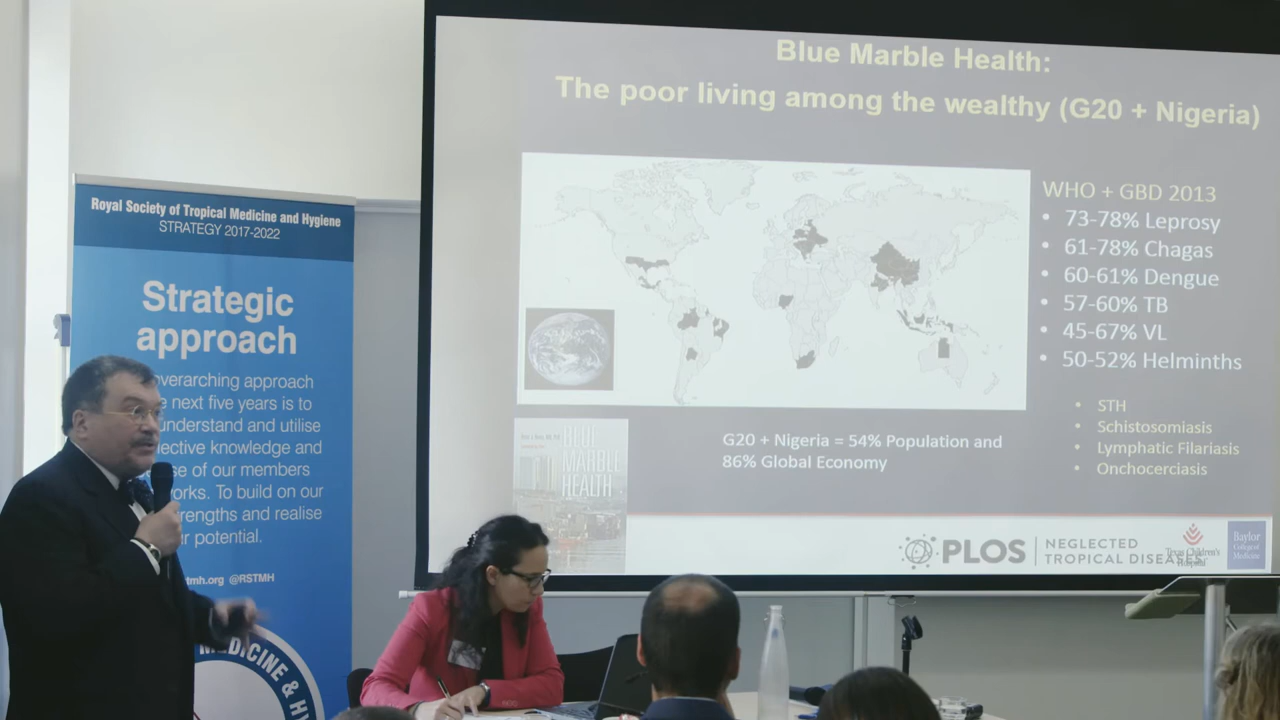 Blue Marble Health:
The poor living among the wealthy (G20 + Nigeria)
WHO + GBD 2013
• 73-78% Leprosy
• 61-78% Chagas
• 60-61% Dengue
• 57-60% TB
• 45-67% VL
• 50-52% Helminths
• STH
• Schistosomiasis
• Lymphatic Filariasis
• Onchocerciasis
G20 + Nigeria = 54% Population and
86% Global Economy
BLUE
MARBLE
HEALTH
PLOS
NEGLECTED
TROPICAL DISEASES
Texas Children's
Hospital
Baylor
College of
Medicine
Royal Society of Tropical Medicine and Hygiene
STRATEGY 2017-2022
Strategic
approach
overarching approach
next five years is to
understand and utilise
knowledge and
of our members
To build on our
and realise
potential.
@RSTMH
MEDICINE &